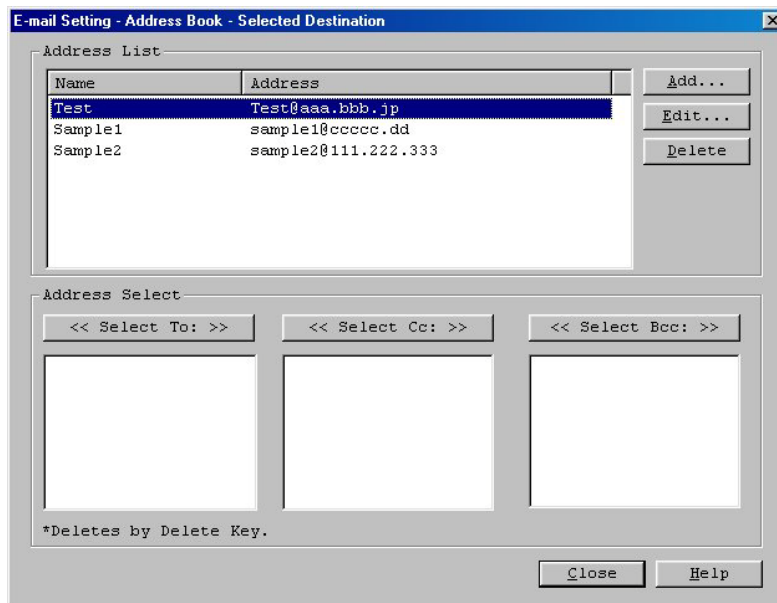 E-mail Setting - Address Book - Selected Destination
Address List
Name Address
Test Test@aaa.bbb.jp
Sample1 sample1@ccccc.dd
Sample2 sample2@111.222.333
Add...
Edit...
Delete
Address Select
<< Select To: >> << Select Cc: >> << Select Bcc: >>
*Deletes by Delete Key.
Close Help